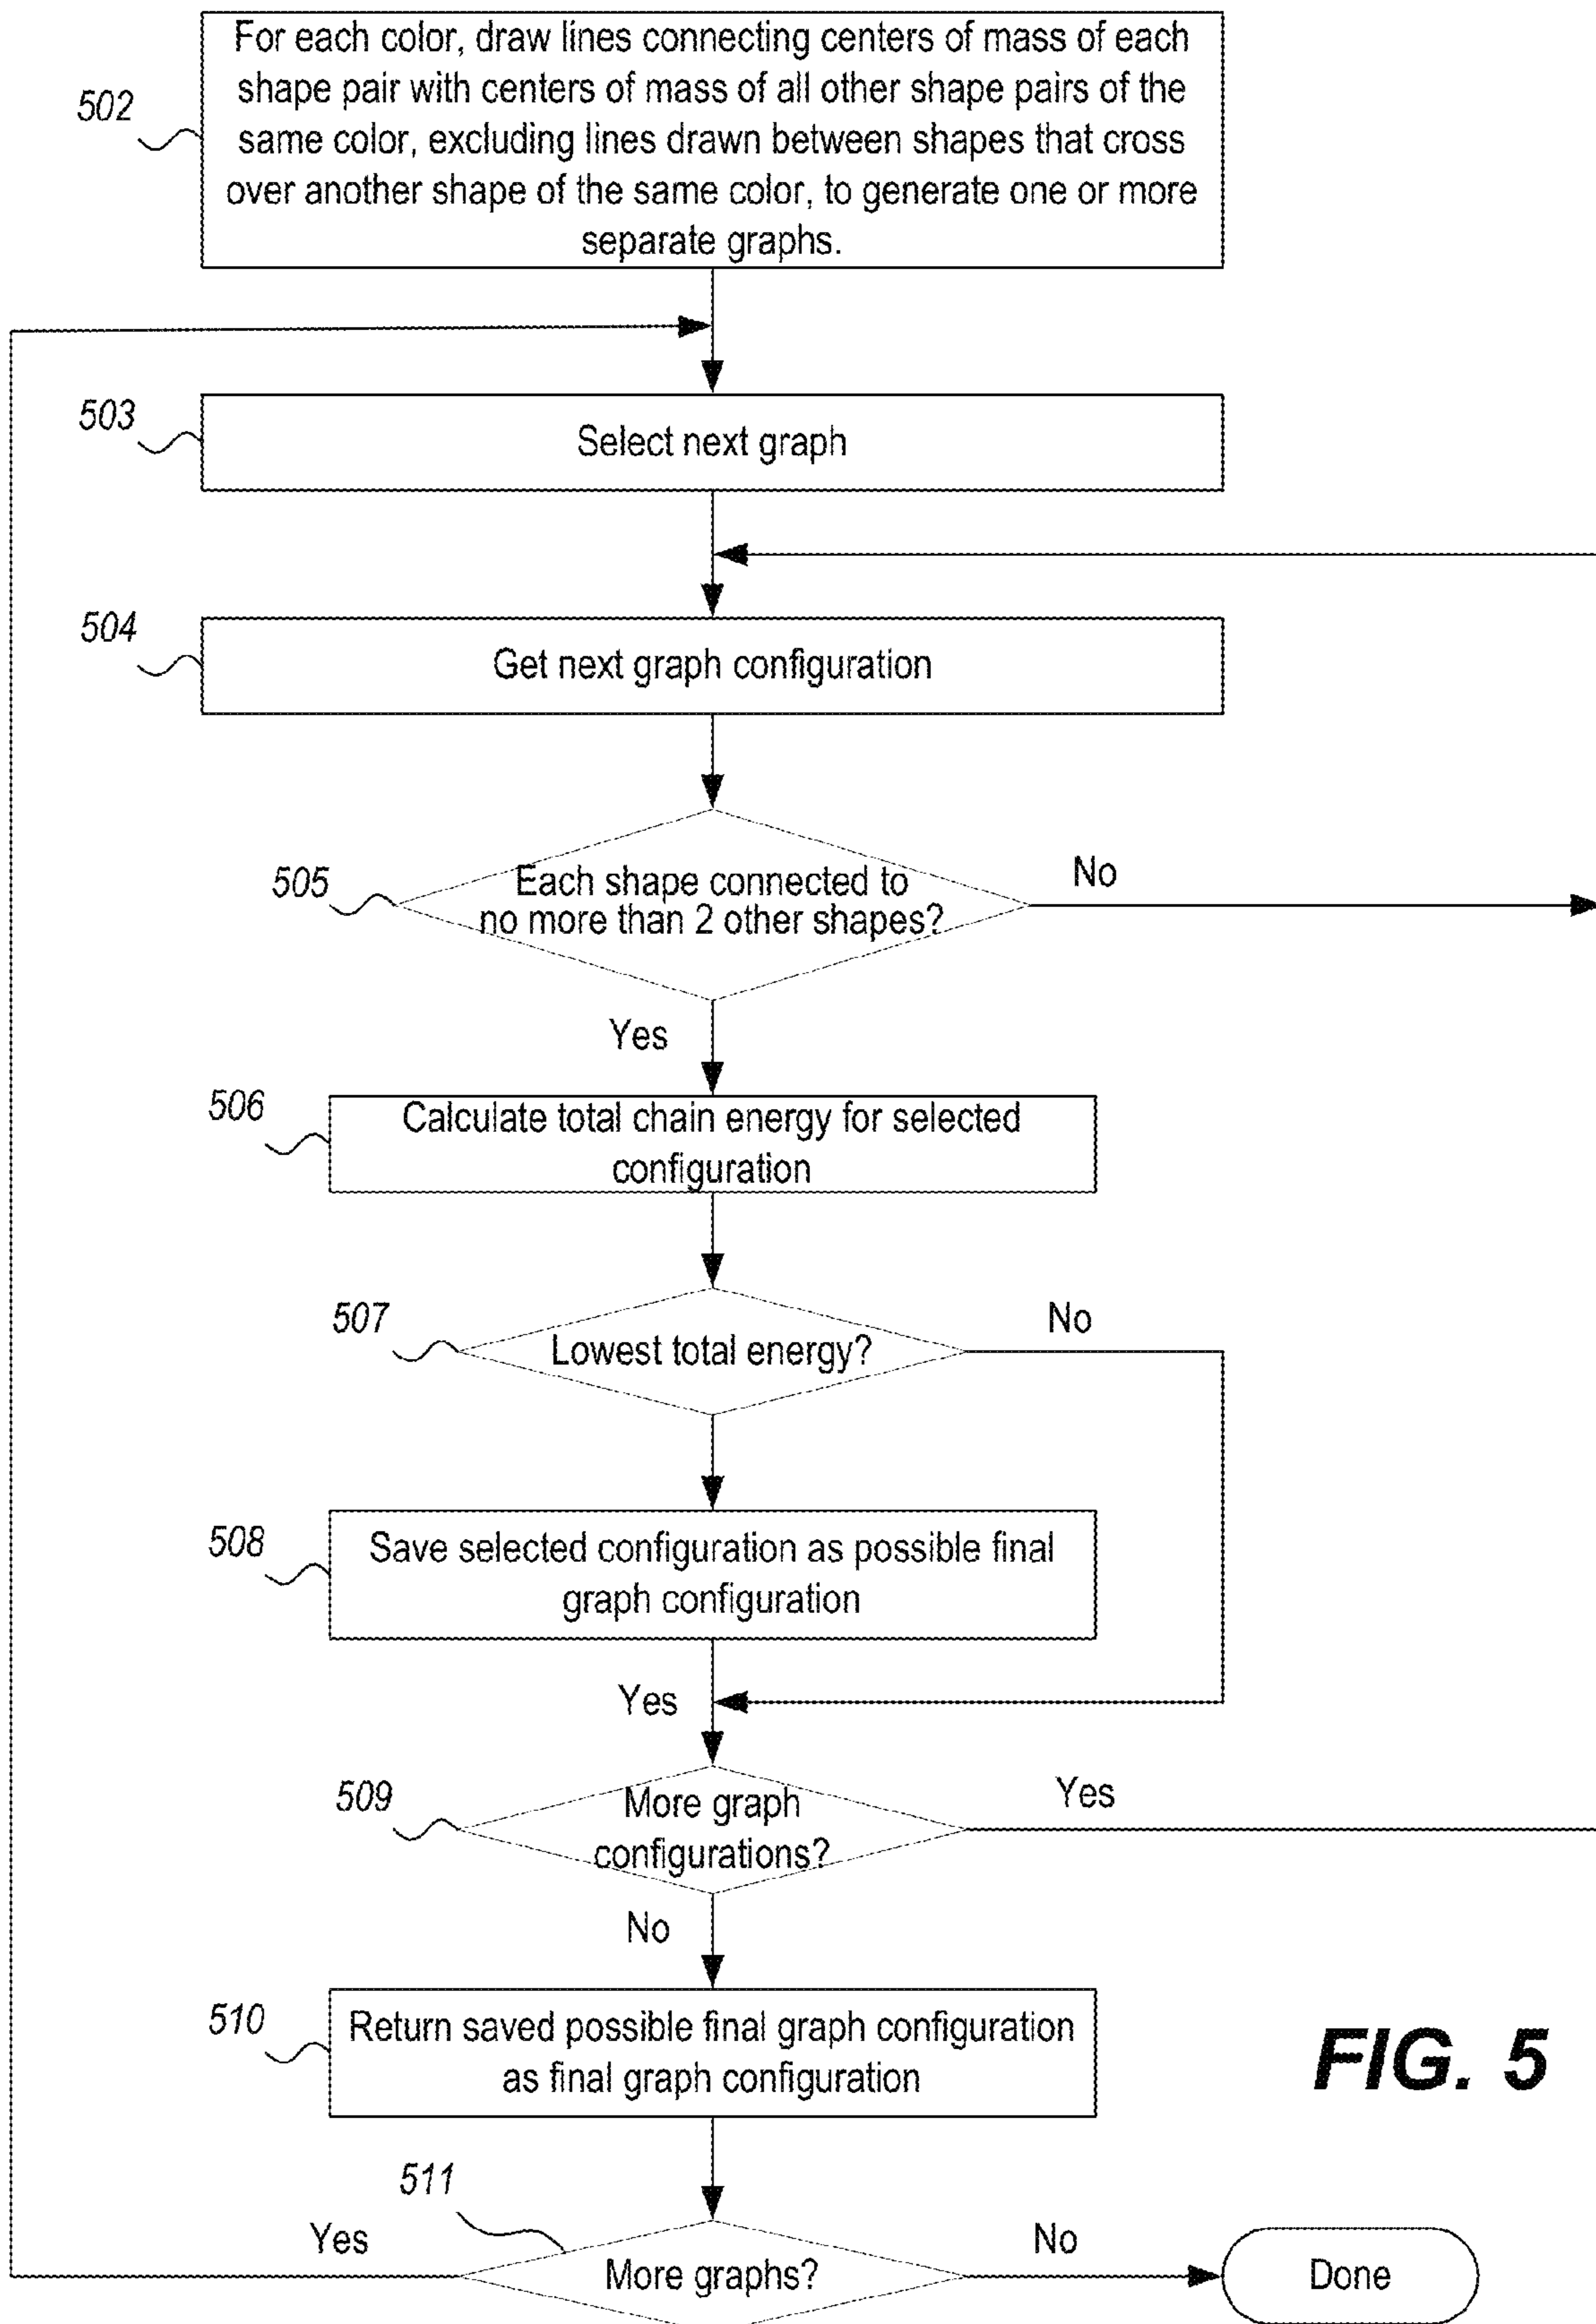 For each color, draw lines connecting centers of mass of each
shape pair with centers of mass of all other shape pairs of the
same color, excluding lines drawn between shapes that cross
over another shape of the same color, to generate one or more
separate graphs.
502
503
Select next graph
504
Get next graph configuration
505
Each shape connected to
no more than 2 other shapes?
No
Yes
506
Calculate total chain energy for selected
configuration
507
Lowest total energy?
No
508
Save selected configuration as possible final
graph configuration
Yes
509
More graph
configurations?
Yes
No
510
Return saved possible final graph configuration
as final graph configuration
FIG. 5
511
Yes
More graphs?
No
Done